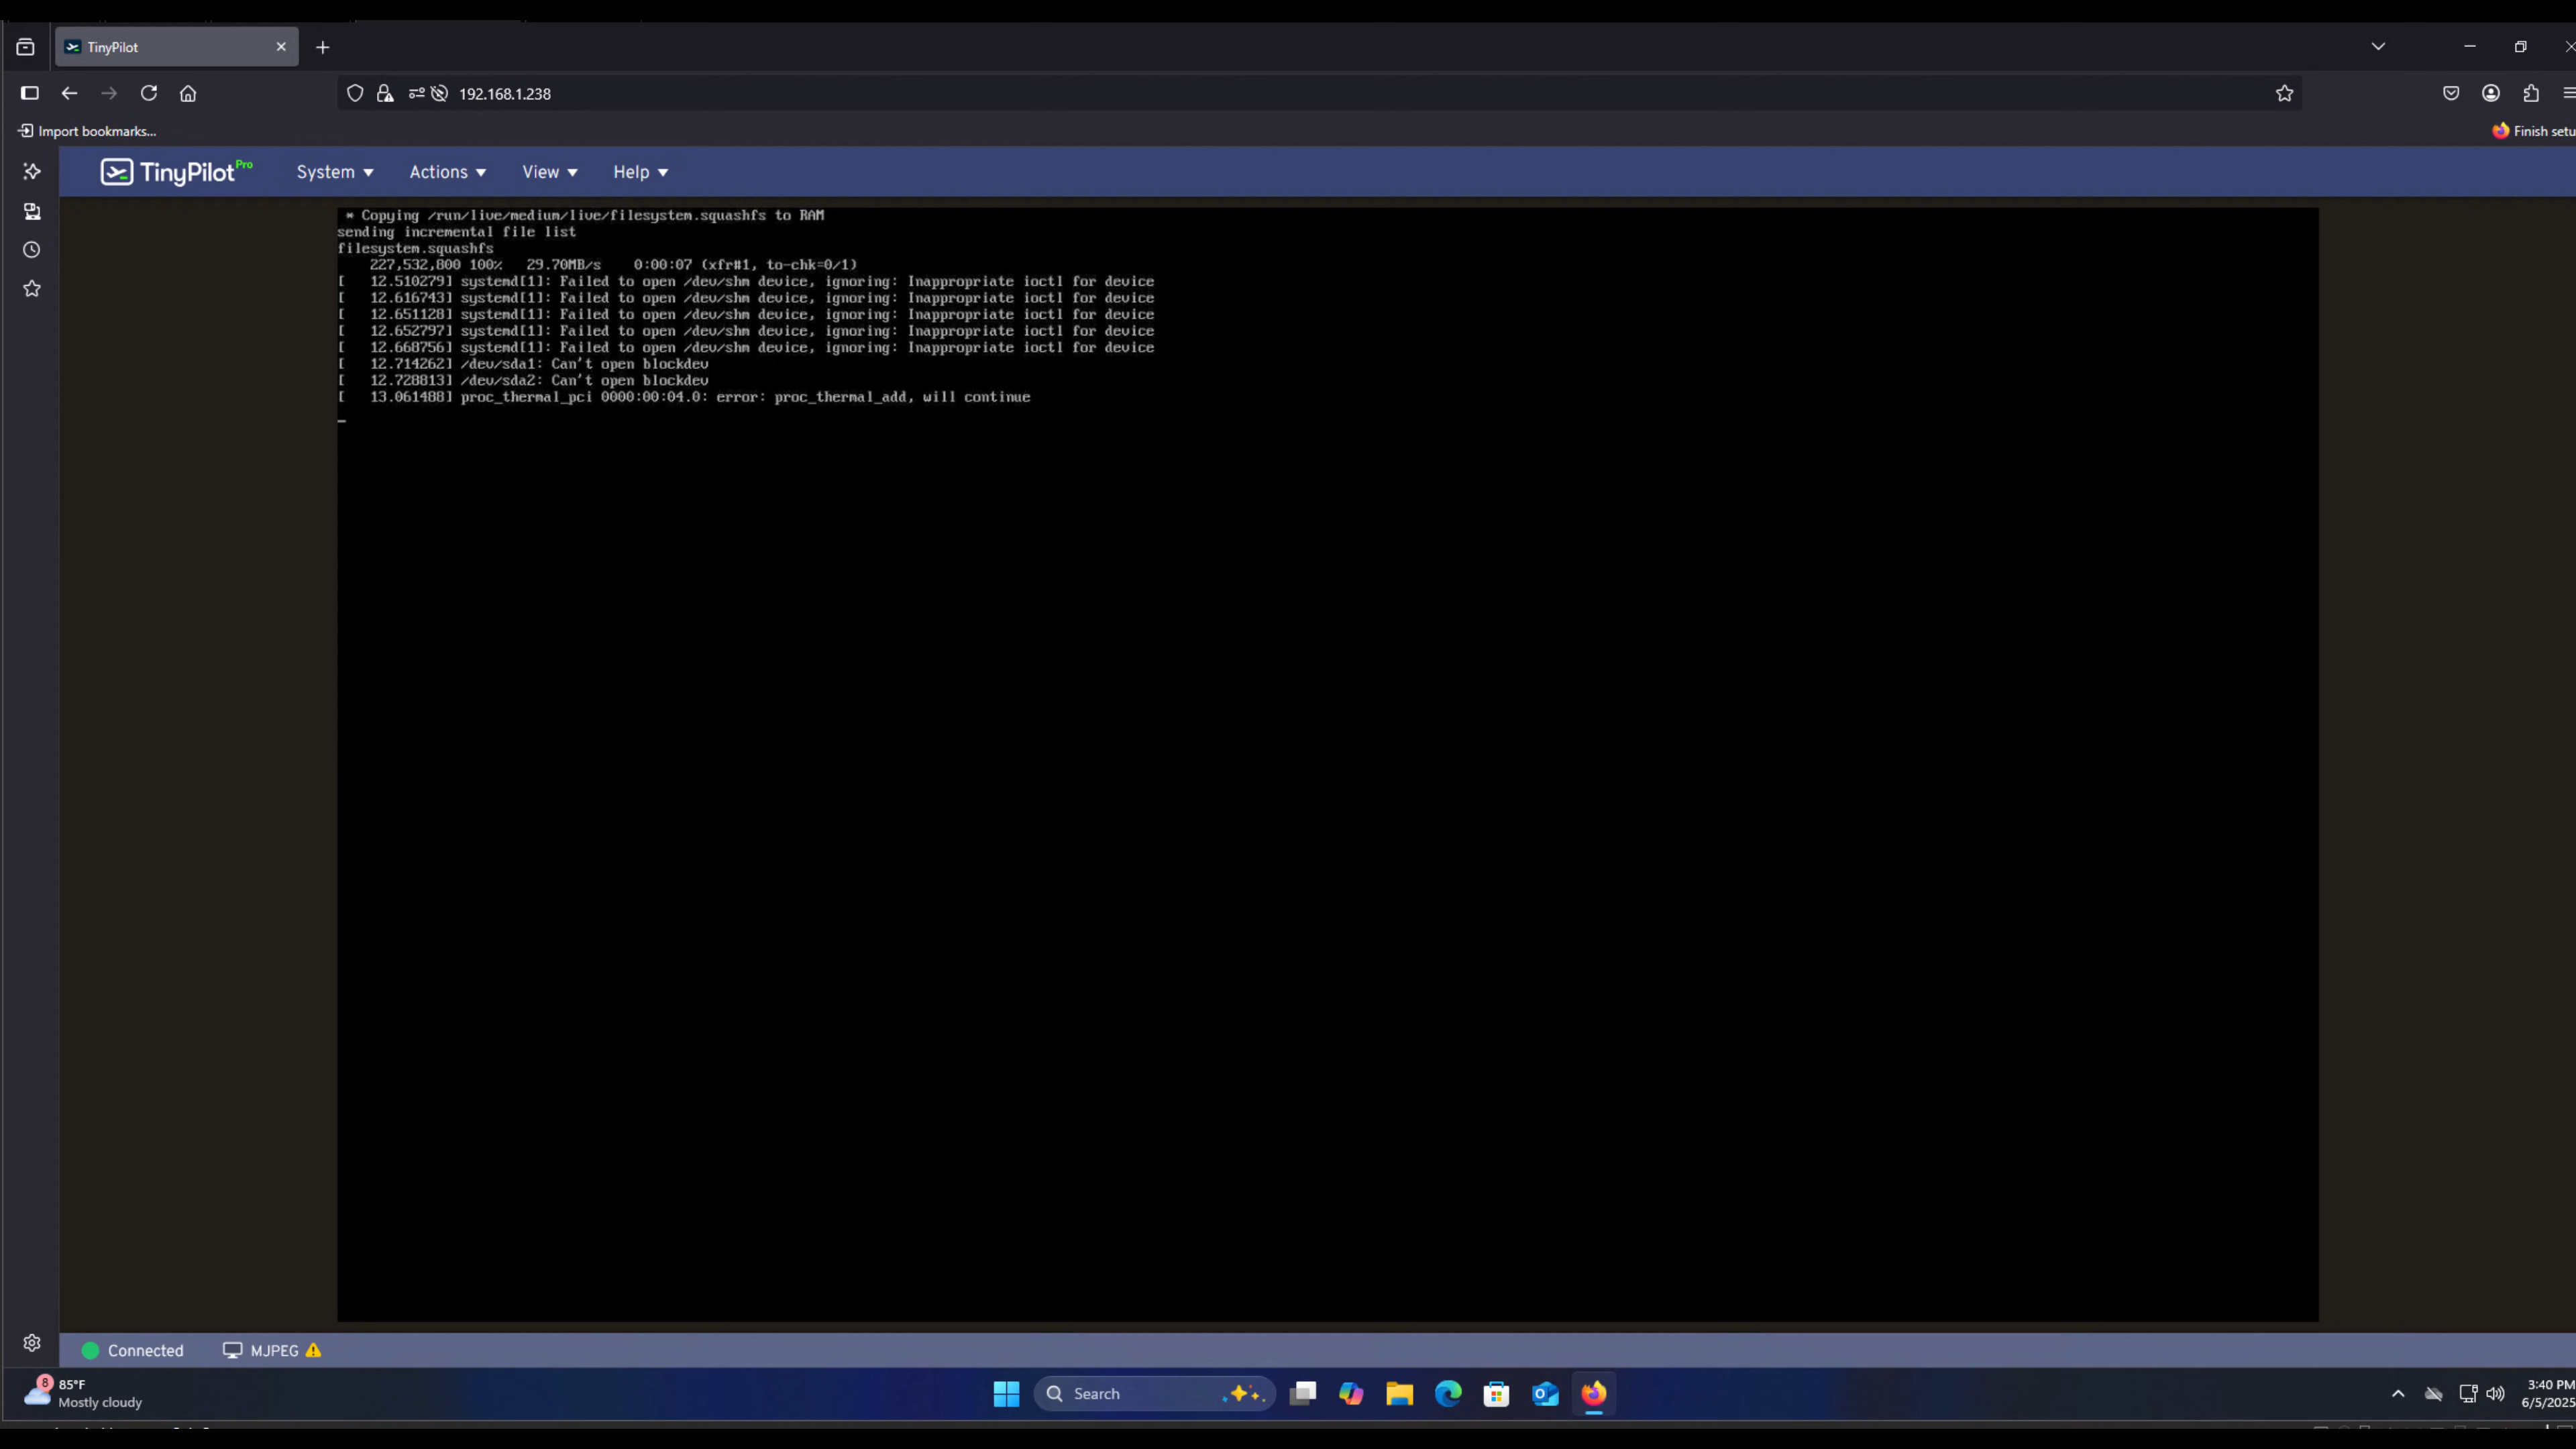 TinyPilot
192.168.1.238
Import bookmarks...
Finish setu
TinyPilot Pro
System
Actions
View
Help
* Copying /run/live/medium/live/filesystem.squashfs to RAM
sending incremental file list
filesystem.squashfs
227,532,800 100% 29.70MB/s 0:00:07 (xfr#1, to-chk=0/1)
[ 12.510279] systemd[1]: Failed to open /dev/shm device, ignoring: Inappropriate ioctl for device
[ 12.616743] systemd[1]: Failed to open /dev/shm device, ignoring: Inappropriate ioctl for device
[ 12.651128] systemd[1]: Failed to open /dev/shm device, ignoring: Inappropriate ioctl for device
[ 12.652797] systemd[1]: Failed to open /dev/shm device, ignoring: Inappropriate ioctl for device
[ 12.668756] systemd[1]: Failed to open /dev/shm device, ignoring: Inappropriate ioctl for device
[ 12.714262] /dev/sda1: Can't open blockdev
[ 12.728813] /dev/sda2: Can't open blockdev
[ 13.061488] proc_thermal_pci 0000:00:04.0: error: proc_thermal_add, will continue
Connected
MJPEG
8
85°F
Mostly cloudy
Search
3:40 PM
6/5/2025